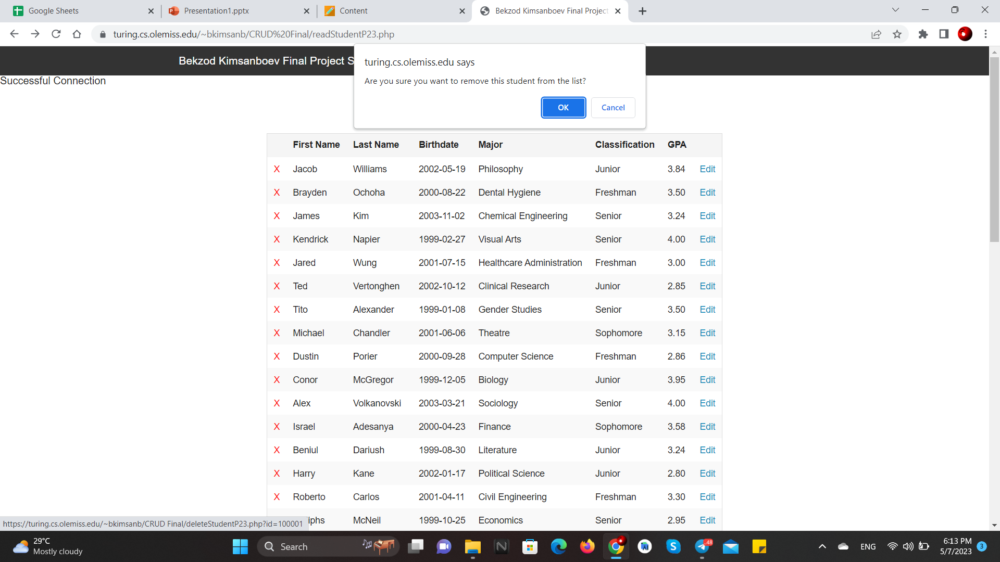 Google Sheets
Presentation1.pptx
Content
Bekzod Kimsanboev Final Project
turing.cs.olemiss.edu/~bkimsanb/CRUD%20Final/readStudentP23.php
Bekzod Kimsanboev Final Project S
turing.cs.olemiss.edu says
Are you sure you want to remove this student from the list?
OK Cancel
Successful Connection
First Name Last Name Birthdate Major Classification GPA
X Jacob Williams 2002-05-19 Philosophy Junior 3.84 Edit
X Brayden Ochoha 2000-08-22 Dental Hygiene Freshman 3.50 Edit
X James Kim 2003-11-02 Chemical Engineering Senior 3.24 Edit
X Kendrick Napier 1999-02-27 Visual Arts Senior 4.00 Edit
X Jared Wung 2001-07-15 Healthcare Administration Freshman 3.00 Edit
X Ted Vertonghen 2002-10-12 Clinical Research Junior 2.85 Edit
X Tito Alexander 1999-01-08 Gender Studies Senior 3.50 Edit
X Michael Chandler 2001-06-06 Theatre Sophomore 3.15 Edit
X Dustin Porier 2000-09-28 Computer Science Freshman 2.86 Edit
X Conor McGregor 1999-12-05 Biology Junior 3.95 Edit
X Alex Volkanovski 2003-03-21 Sociology Senior 4.00 Edit
X Israel Adesanya 2000-04-23 Finance Sophomore 3.58 Edit
X Beniul Dariush 1999-08-30 Literature Junior 3.24 Edit
X Harry Kane 2002-01-17 Political Science Junior 2.80 Edit
X Roberto Carlos 2001-04-11 Civil Engineering Freshman 3.30 Edit
iphs McNeil 1999-10-25 Economics Senior 2.95 Edit
https://turing.cs.olemiss.edu/~bkimsanb/CRUD Final/deleteStudentP23.php?id=100001
29°C
Mostly cloudy
Search
48
ENG
6:13 PM
5/7/2023
3